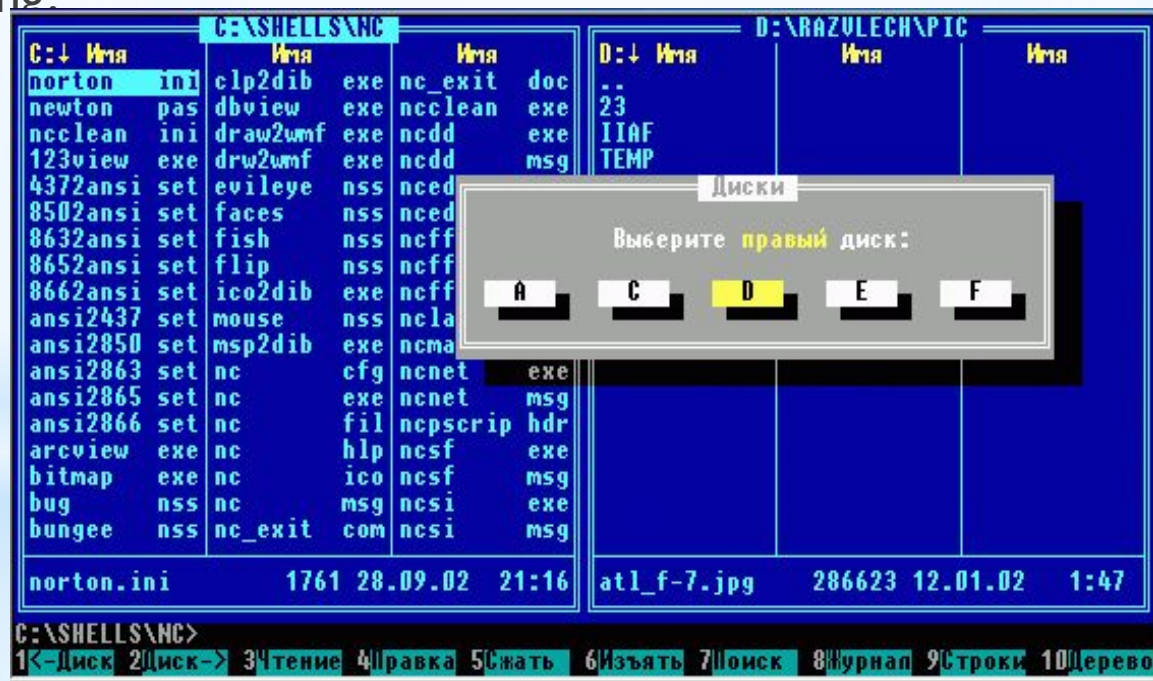 C:\SHELLS\NC D:\RAZVLECH\PIC
C:↓ Имя Имя Имя D:↓ Имя Имя Имя
norton ini clp2dib exe nc_exit doc ..
newton pas dbview exe ncclean exe 23
ncclean ini draw2wmf exe ncdd exe IIAF
123view exe drw2wmf exe ncdd msg TEMP
4372ansi set evileye nss nced Диски
8502ansi set faces nss nced
8632ansi set fish nss ncff Выберите правый диск:
8652ansi set flip nss ncff
8662ansi set ico2dib exe ncff A C D E F
ansi2437 set mouse nss ncla
ansi2850 set msp2dib exe ncma
ansi2863 set nc cfg ncnet exe
ansi2865 set nc exe ncnet msg
ansi2866 set nc fil ncpscrip hdr
arcview exe nc hlp ncsf exe
bitmap exe nc ico ncsf msg
bug nss nc msg ncsi exe
bungee nss nc_exit com ncsi msg
norton.ini 1761 28.09.02 21:16 atl_f-7.jpg 286623 12.01.02 1:47
C:\SHELLS\NC>
1<-Диск 2Диск-> 3Чтение 4Правка 5Сжать 6Изъять 7Поиск 8Журнал 9Строки 10Дерево